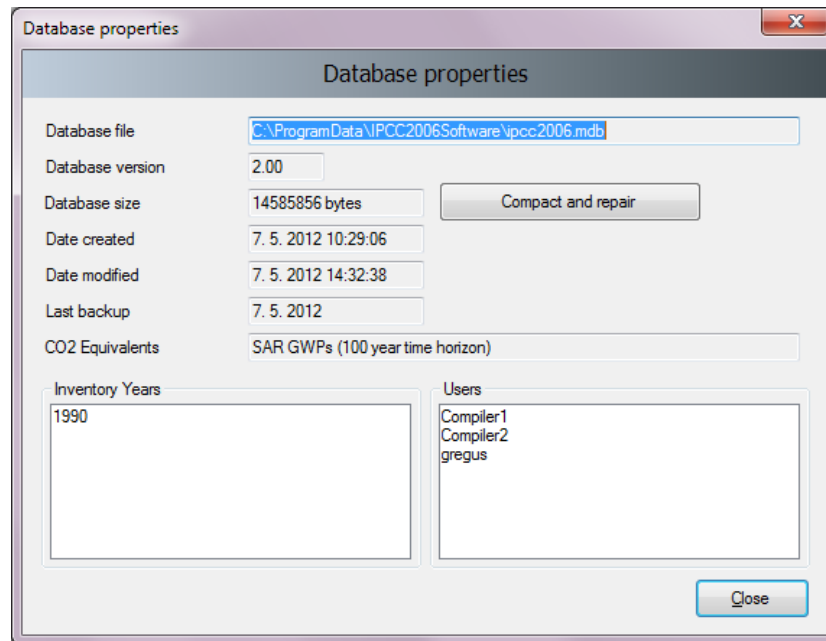 Database properties
Database properties
Database file C:\ProgramData\IPCC2006Software\ipcc2006.mdb
Database version 2.00
Database size 14585856 bytes Compact and repair
Date created 7. 5. 2012 10:29:06
Date modified 7. 5. 2012 14:32:38
Last backup 7. 5. 2012
CO2 Equivalents SAR GWPs (100 year time horizon)
Inventory Years
1990
Users
Compiler1
Compiler2
gregus
Close